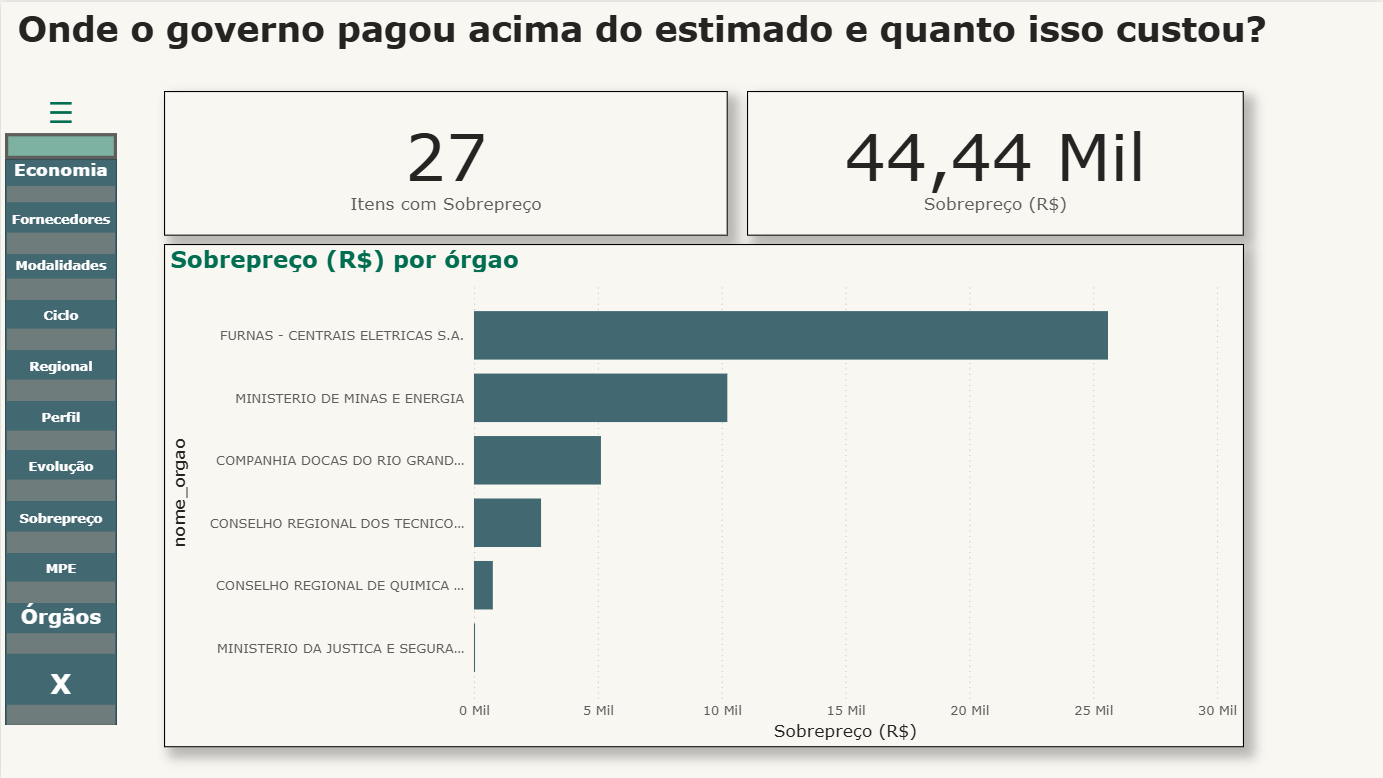 Onde o governo pagou acima do estimado e quanto isso custou?
☰
Economia
Fornecedores
Modalidades
Ciclo
Regional
Perfil
Evolução
Sobrepreço
MPE
Órgãos
X
27
Itens com Sobrepreço
44,44 Mil
Sobrepreço (R$)
Sobrepreço (R$) por órgao
nome_orgao
FURNAS - CENTRAIS ELETRICAS S.A.
MINISTERIO DE MINAS E ENERGIA
COMPANHIA DOCAS DO RIO GRAND...
CONSELHO REGIONAL DOS TECNICO...
CONSELHO REGIONAL DE QUIMICA ...
MINISTERIO DA JUSTICA E SEGURA...
0 Mil 5 Mil 10 Mil 15 Mil 20 Mil 25 Mil 30 Mil
Sobrepreço (R$)